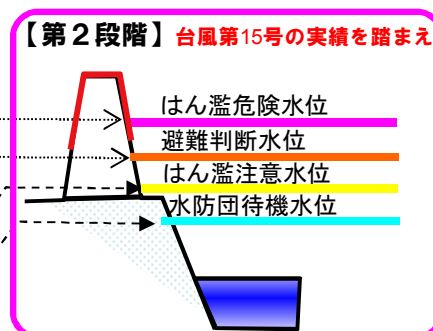 【第２段階】 台風第15号の実績を踏まえ
はん濫危険水位
避難判断水位
はん濫注意水位
水防団待機水位